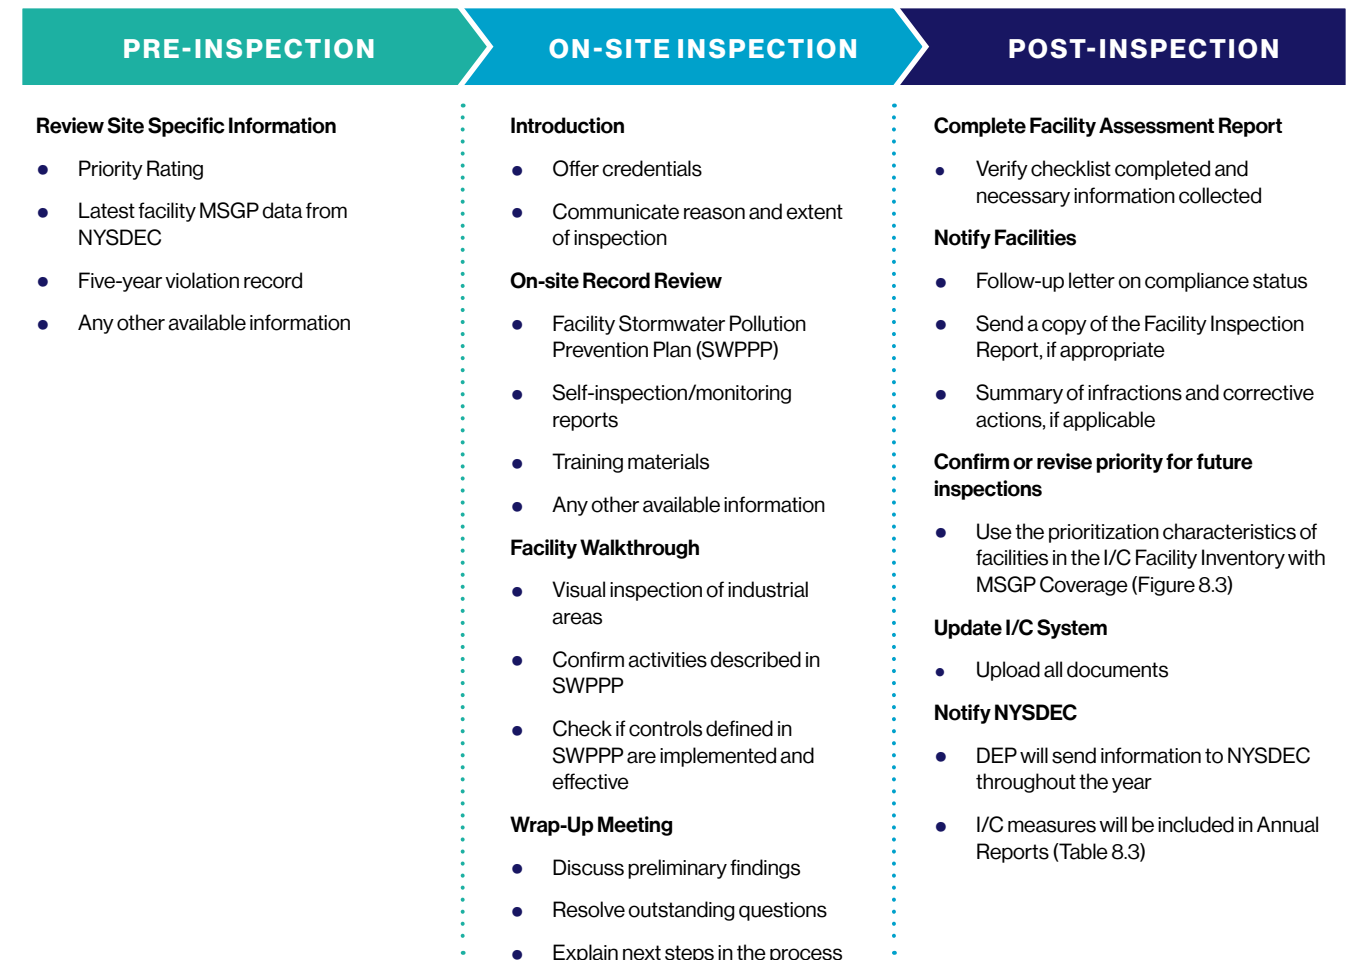 PRE-INSPECTION
Review Site Specific Information
Priority Rating
Latest facility MSGP data from
NYSDEC
Five-year violation record
Any other available information
ON-SITE INSPECTION
Introduction
Offer credentials
Communicate reason and extent
of inspection
On-site Record Review
Facility Stormwater Pollution
Prevention Plan (SWPPP)
Self-inspection/monitoring
reports
Training materials
Any other available information
Facility Walkthrough
Visual inspection of industrial
areas
Confirm activities described in
SWPPP
Check if controls defined in
SWPPP are implemented and
effective
Wrap-Up Meeting
Discuss preliminary findings
Resolve outstanding questions
Explain next steps in the process
POST-INSPECTION
Complete Facility Assessment Report
Verify checklist completed and
necessary information collected
Notify Facilities
Follow-up letter on compliance status
Send a copy of the Facility Inspection
Report, if appropriate
Summary of infractions and corrective
actions, if applicable
Confirm or revise priority for future
inspections
Use the prioritization characteristics of
facilities in the I/C Facility Inventory with
MSGP Coverage (Figure 8.3)
Update I/C System
Upload all documents
Notify NYSDEC
DEP will send information to NYSDEC
throughout the year
I/C measures will be included in Annual
Reports (Table 8.3)